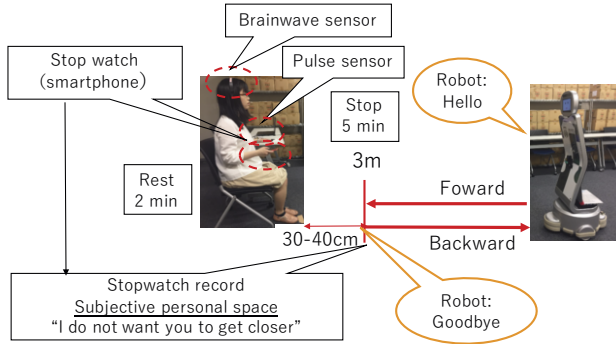 Brainwave sensor
Stop watch
(smartphone)
Pulse sensor
Robot:
Hello
Stop
5 min
3m
Rest
2 min
Foward
30-40cm
Backward
Stopwatch record
Subjective personal space
“I do not want you to get closer”
Robot:
Goodbye